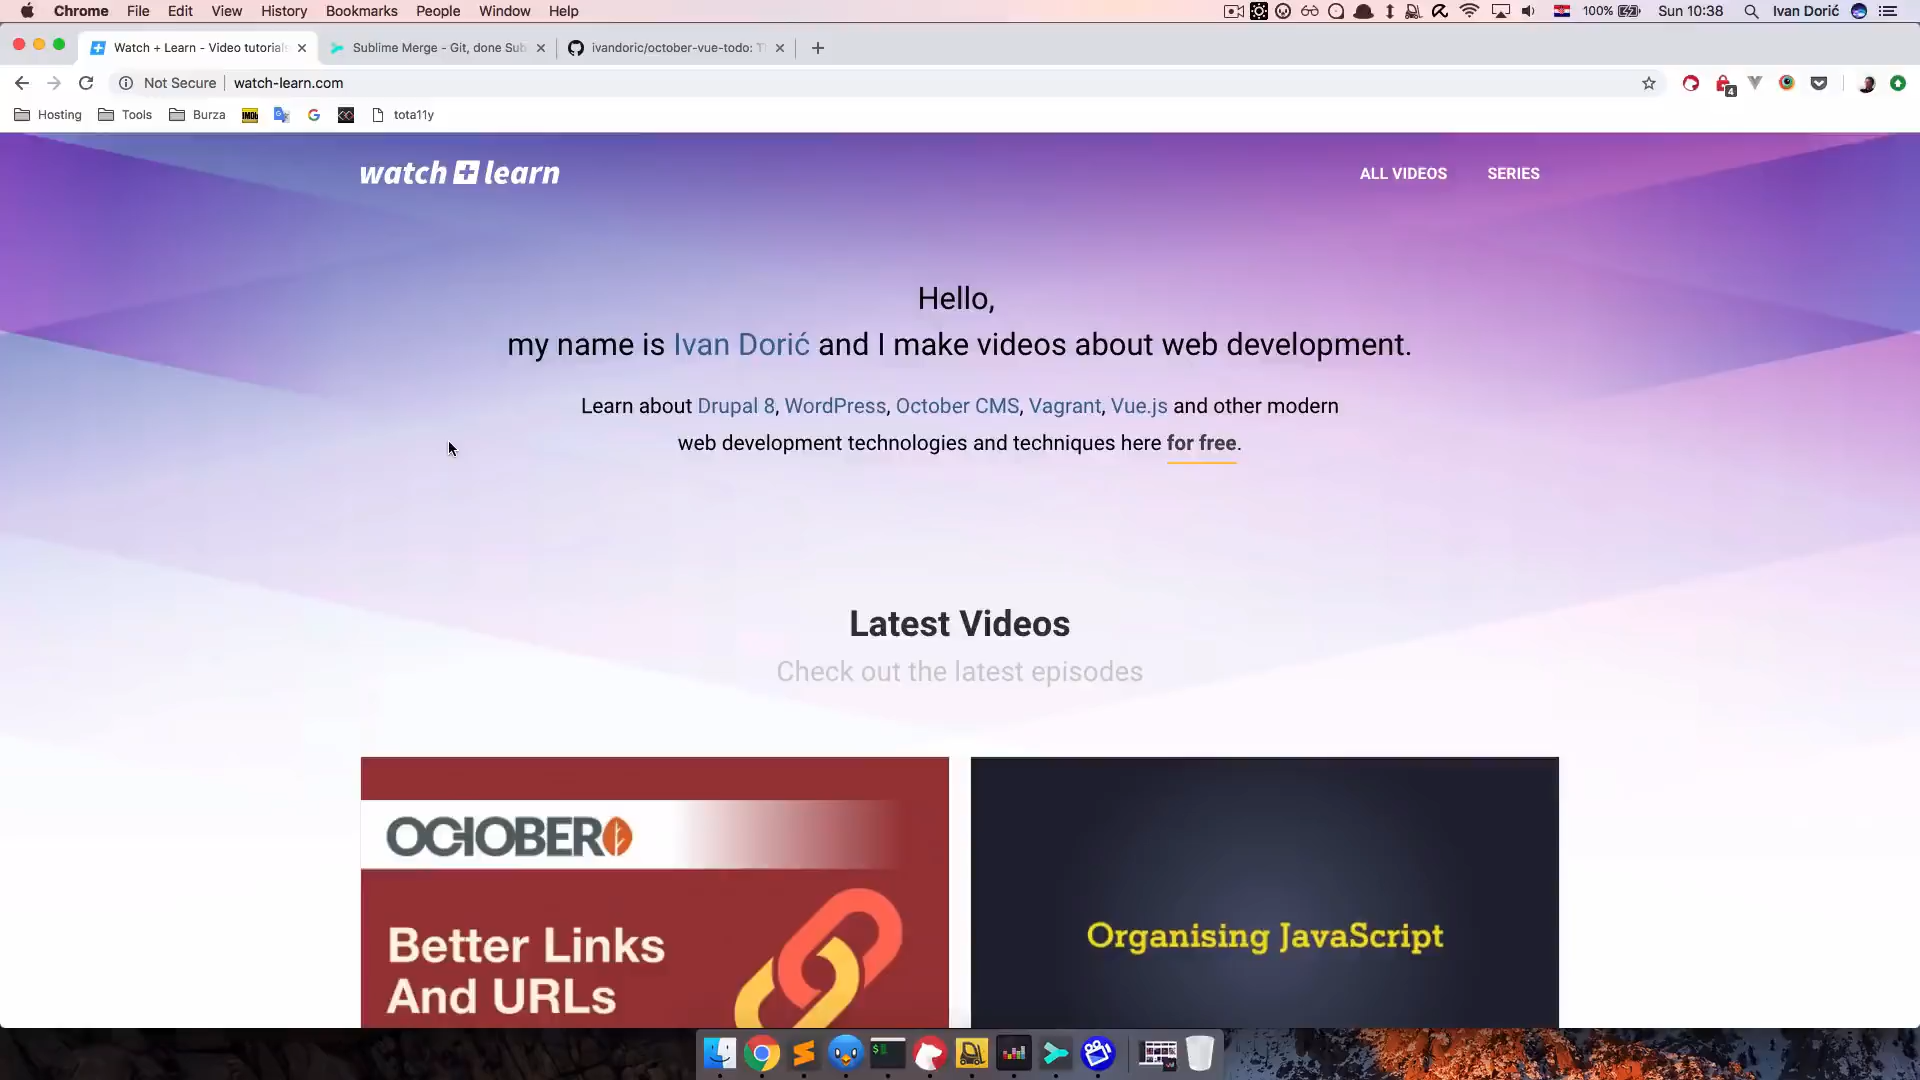 Chrome File Edit View History Bookmarks People Window Help 100% Sun 10:38 Ivan Dorić
Watch + Learn - Video tutorials Sublime Merge - Git, done Sub ivandoric/october-vue-todo: T
Not Secure watch-learn.com 4
Hosting Tools Burza IMDb G tota11y
watch + learn
ALL VIDEOS SERIES
Hello,
my name is Ivan Dorić and I make videos about web development.
Learn about Drupal 8, WordPress, October CMS, Vagrant, Vue.js and other modern
web development technologies and techniques here for free.
Latest Videos
Check out the latest episodes
OCTOBER
Better Links
And URLs
Organising JavaScript